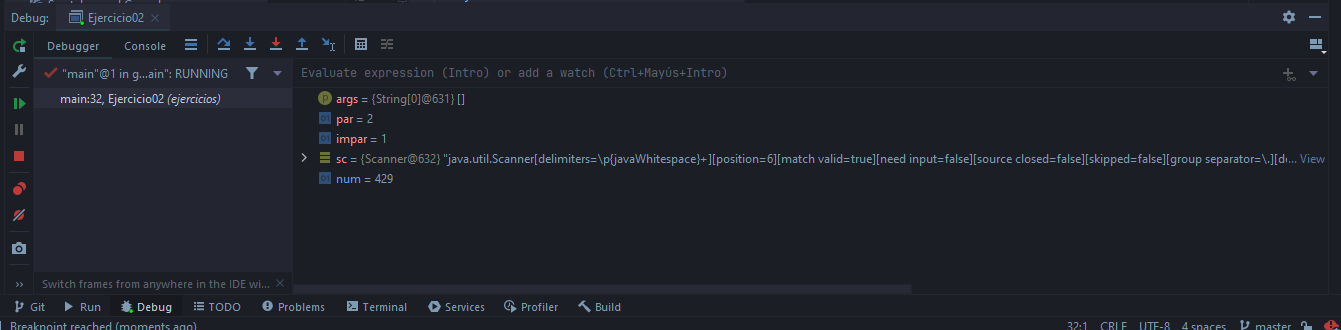 Debug: Ejercicio02
Debugger Console
"main"@1 in g...ain": RUNNING
Evaluate expression (Intro) or add a watch (Ctrl+Mayús+Intro)
main:32, Ejercicio02 (ejercicios)
args = {String[0]@631} []
par = 2
impar = 1
sc = {Scanner@632} "java.util.Scanner[delimiters=\p{javaWhitespace}+][position=6][match valid=true][need input=false][source closed=false][skipped=false][group separator=\.][d... View
num = 429
Switch frames from anywhere in the IDE wi...
Git Run Debug TODO Problems Terminal Services Profiler Build
Breakpoint reached (moments ago) 32:1 CRLF UTF-8 4 spaces master